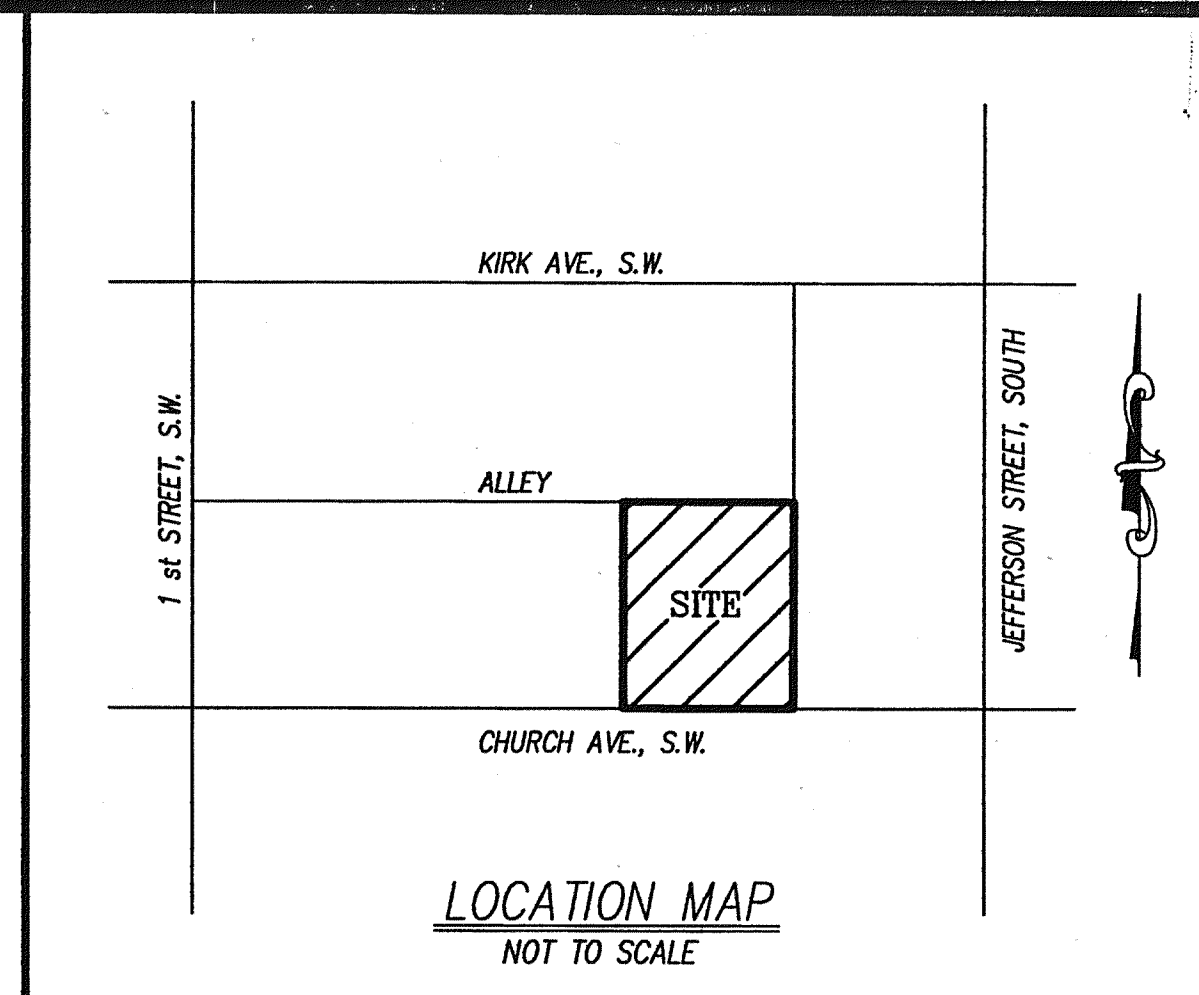 KIRK AVE., S.W.
1 st STREET, S.W.
JEFFERSON STREET, SOUTH
ALLEY
SITE
CHURCH AVE., S.W.
LOCATION MAP
NOT TO SCALE